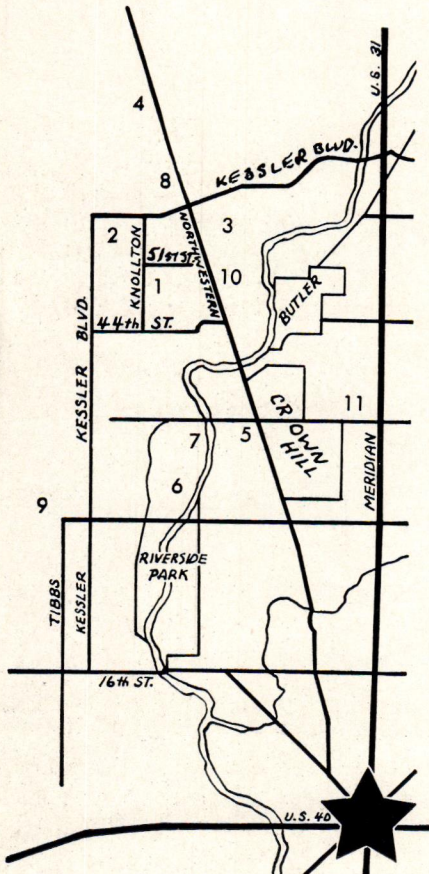 U.S. 31
4
KESSLER BLVD.
8
NORTHWESTERN
3
2
KNOLLTON
51ST ST.
1
10
BUTLER
44th ST.
KESSLER BLVD.
CROWN
HILL
11
7
5
MERIDIAN
6
9
RIVERSIDE
PARK
TIBBS
KESSLER
16th ST.
U.S. 40